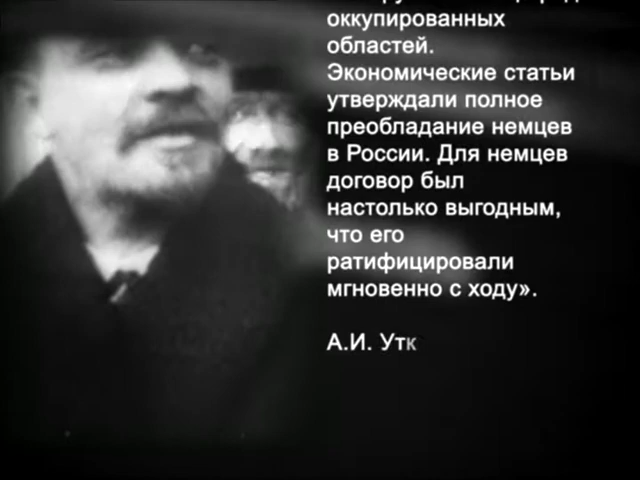 оккупированных
областей.
Экономические статьи
утверждали полное
преобладание немцев
в России. Для немцев
договор был
настолько выгодным,
что его
ратифицировали
мгновенно с ходу».
А.И. Утк